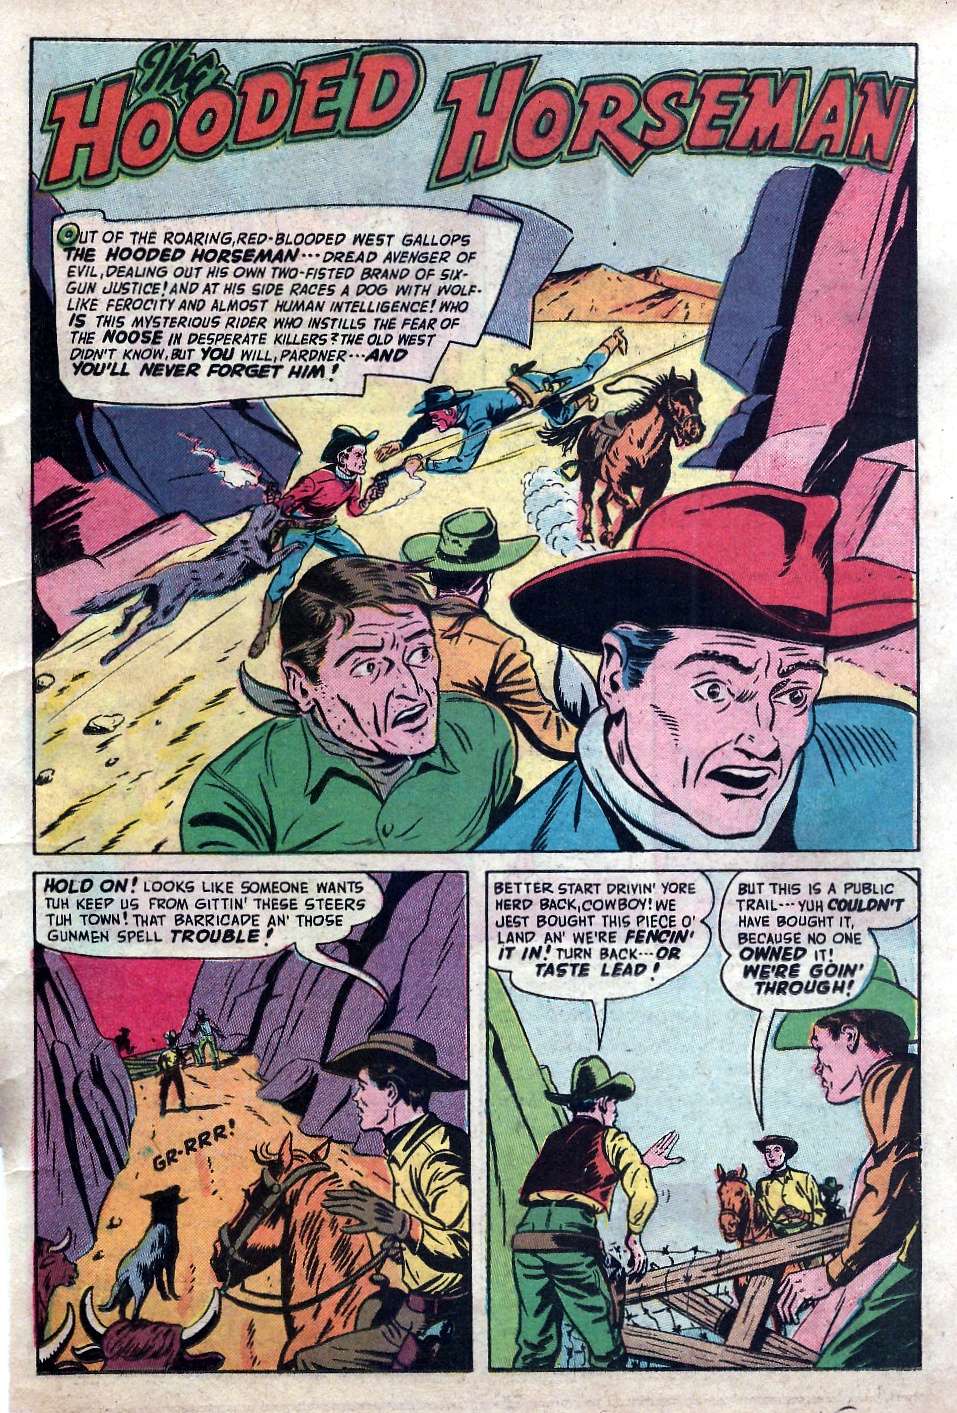 The
HOODED HORSEMAN
OUT OF THE ROARING, RED-BLOODED WEST GALLOPS
THE HOODED HORSEMAN--- DREAD AVENGER OF
EVIL, DEALING OUT HIS OWN TWO-FISTED BRAND OF SIX-
GUN JUSTICE! AND AT HIS SIDE RACES A DOG WITH WOLF-
LIKE FEROCITY AND ALMOST HUMAN INTELLIGENCE! WHO
IS THIS MYSTERIOUS RIDER WHO INSTILLS THE FEAR OF
THE NOOSE IN DESPERATE KILLERS? THE OLD WEST
DIDN'T KNOW, BUT YOU WILL, PARDNER--- AND
YOU'LL NEVER FORGET HIM!
HOLD ON! LOOKS LIKE SOMEONE WANTS
TUH KEEP US FROM GITTIN' THESE STEERS
TUH TOWN! THAT BARRICADE AN' THOSE
GUNMEN SPELL TROUBLE!
GR-RRRR!
BETTER START DRIVIN' YORE
HERD BACK, COWBOY! WE
JEST BOUGHT THIS PIECE O'
LAND AN' WE'RE FENCIN'
IT IN! TURN BACK--- OR
TASTE LEAD!
BUT THIS IS A PUBLIC
TRAIL--- YUH COULDN'T
HAVE BOUGHT IT,
BECAUSE NO ONE
OWNED IT!
WE'RE GOIN'
THROUGH!